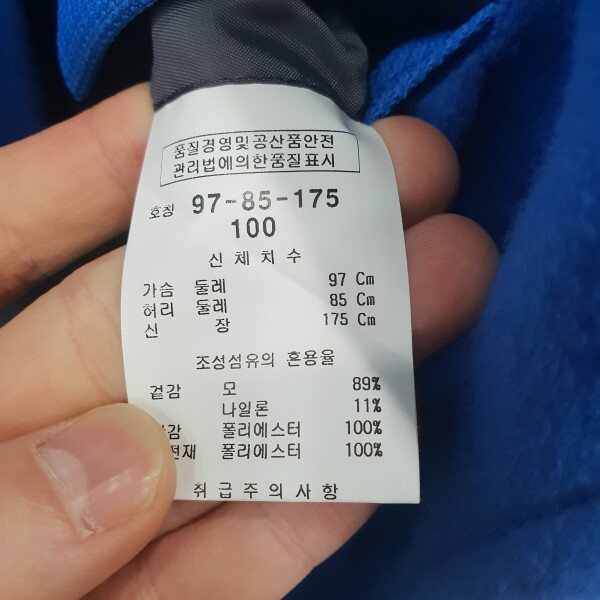 품질경영및공산품안전
관리법에의한품질표시
호칭 97-85-175
100
신체치수
가슴 둘레 97 Cm
허리 둘레 85 Cm
신 장 175 Cm
조성섬유의 혼용율
겉감 모 89%
나일론 11%
감 폴리에스터 100%
전재 폴리에스터 100%
취급주의사항